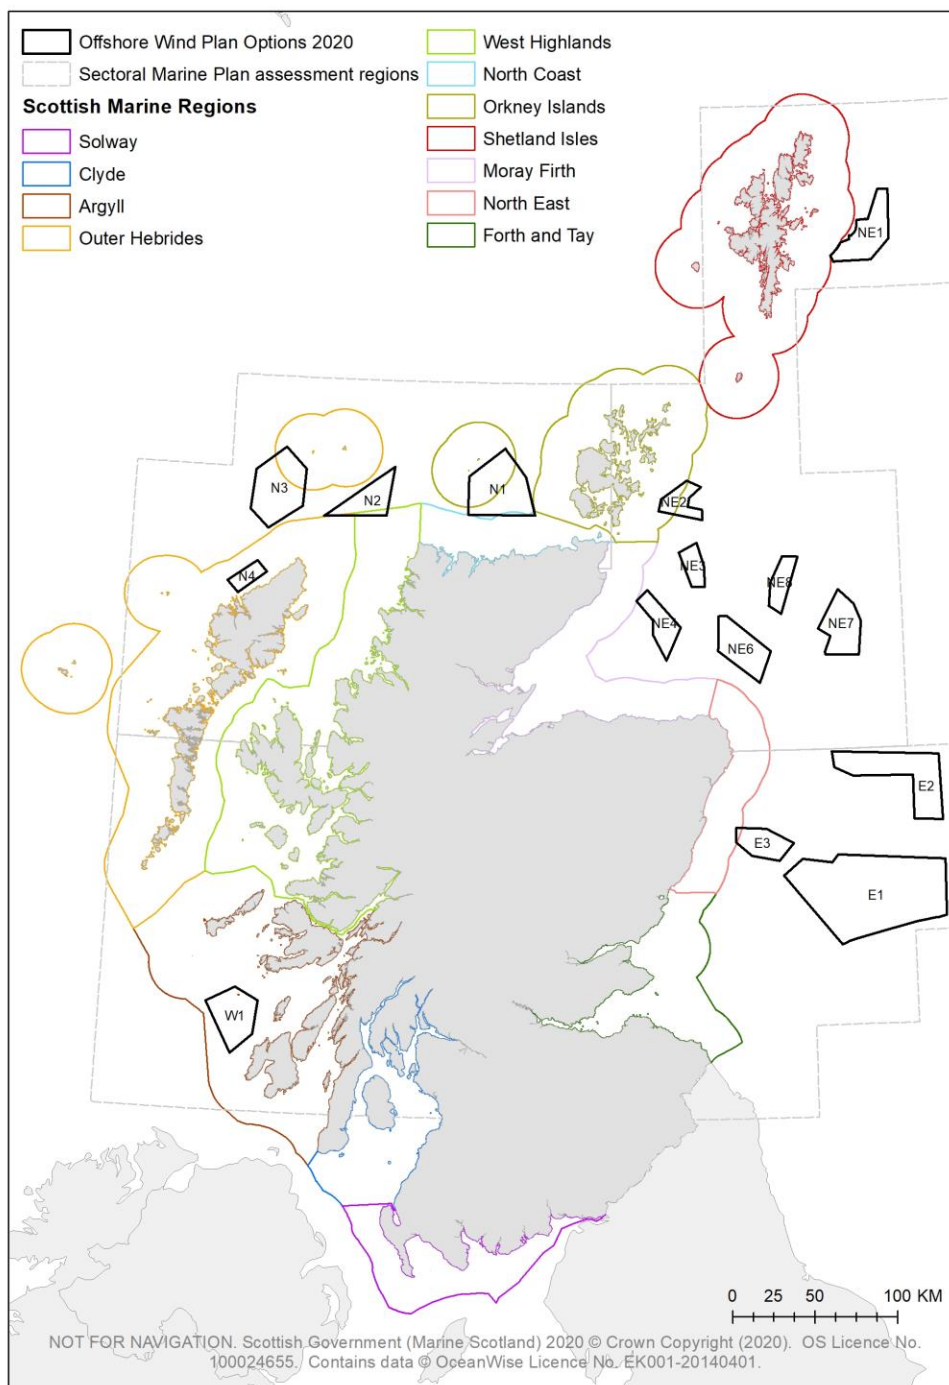 Offshore Wind Plan Options 2020
Sectoral Marine Plan assessment regions
Scottish Marine Regions
Solway
Clyde
Argyll
Outer Hebrides
West Highlands
North Coast
Orkney Islands
Shetland Isles
Moray Firth
North East
Forth and Tay
NE1
N3
N2
N1
NE2
N4
NE3
NE8
NE4
NE7
NE6
E2
E3
E1
W1
0 25 50 100 KM
NOT FOR NAVIGATION. Scottish Government (Marine Scotland) 2020 © Crown Copyright (2020). OS Licence No.
100024655. Contains data © OceanWise Licence No. EK001-20140401.